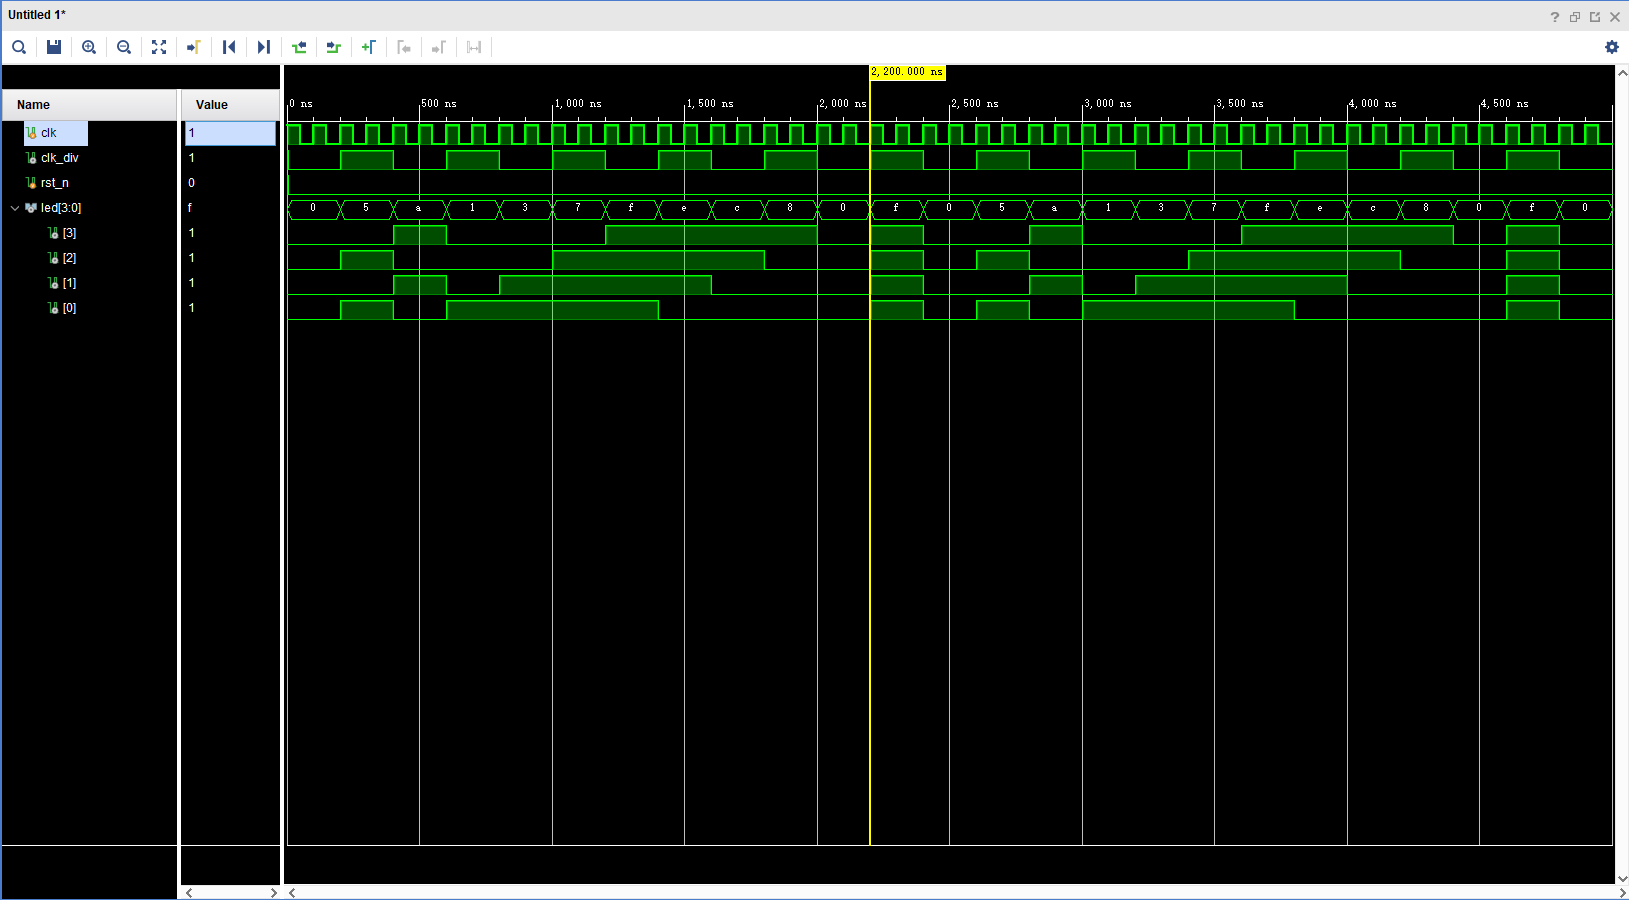 Untitled 1*
?
2,200.000 ns
Name Value
0 ns 500 ns 1,000 ns 1,500 ns 2,000 ns 2,500 ns 3,000 ns 3,500 ns 4,000 ns 4,500 ns
clk 1
clk_div 1
rst_n 0
led[3:0] f 0 5 a 1 3 7 f e c 8 0 f 0 5 a 1 3 7 f e c 8 0 f 0
[3] 1
[2] 1
[1] 1
[0] 1